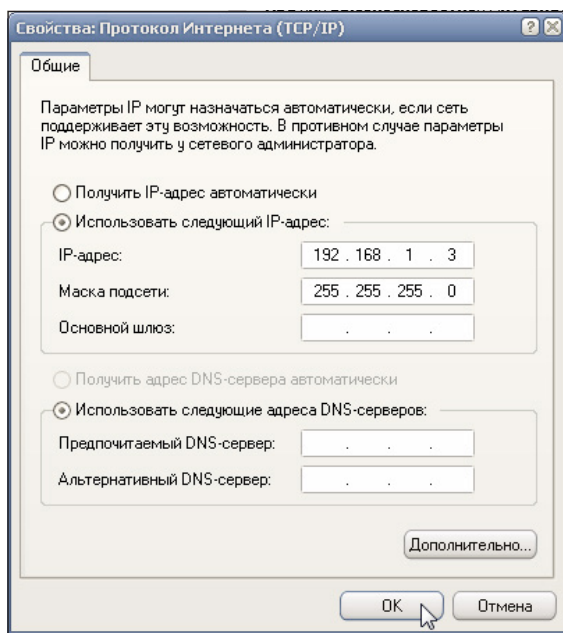 Свойства: Протокол Интернета (TCP/IP)
Общие
Параметры IP могут назначаться автоматически, если сеть
поддерживает эту возможность. В противном случае параметры
IP можно получить у сетевого администратора.
Получить IP-адрес автоматически
Использовать следующий IP-адрес:
IP-адрес: 192 . 168 . 1 . 3
Маска подсети: 255 . 255 . 255 . 0
Основной шлюз: . . .
Получить адрес DNS-сервера автоматически
Использовать следующие адреса DNS-серверов:
Предпочитаемый DNS-сервер: . . .
Альтернативный DNS-сервер: . . .
Дополнительно...
OK Отмена